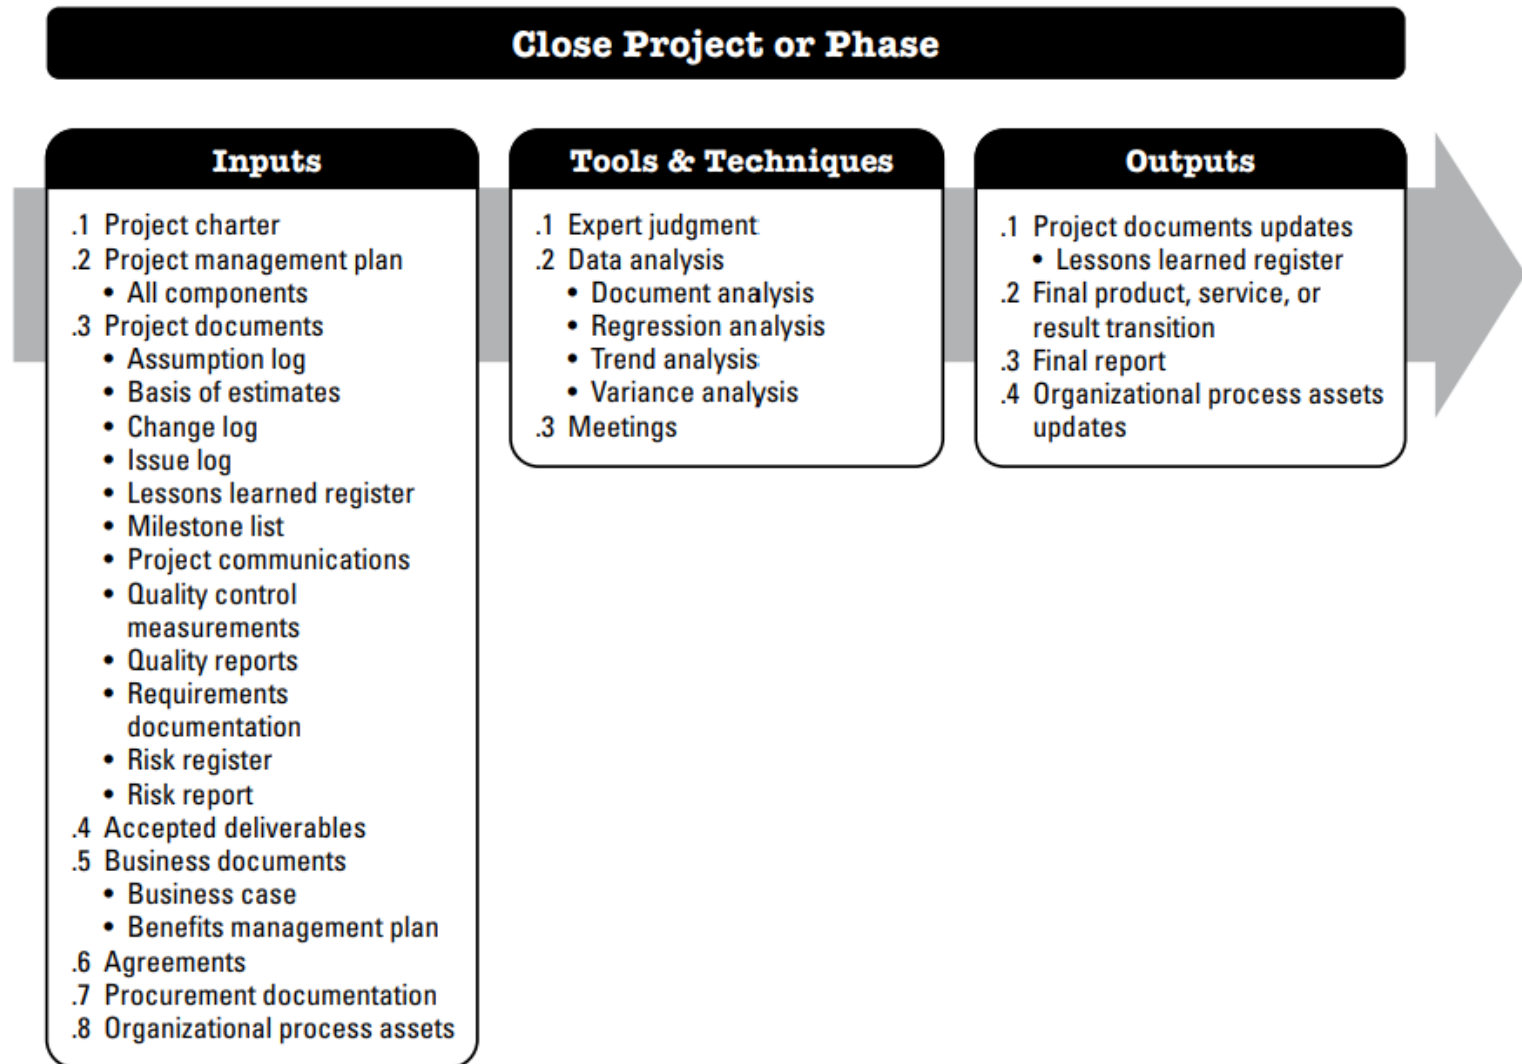 Close Project or Phase
Inputs
.1 Project charter
.2 Project management plan
• All components
.3 Project documents
• Assumption log
• Basis of estimates
• Change log
• Issue log
• Lessons learned register
• Milestone list
• Project communications
• Quality control
measurements
• Quality reports
• Requirements
documentation
• Risk register
• Risk report
.4 Accepted deliverables
.5 Business documents
• Business case
• Benefits management plan
.6 Agreements
.7 Procurement documentation
.8 Organizational process assets
Tools & Techniques
.1 Expert judgment
.2 Data analysis
• Document analysis
• Regression analysis
• Trend analysis
• Variance analysis
.3 Meetings
Outputs
.1 Project documents updates
• Lessons learned register
.2 Final product, service, or
result transition
.3 Final report
.4 Organizational process assets
updates